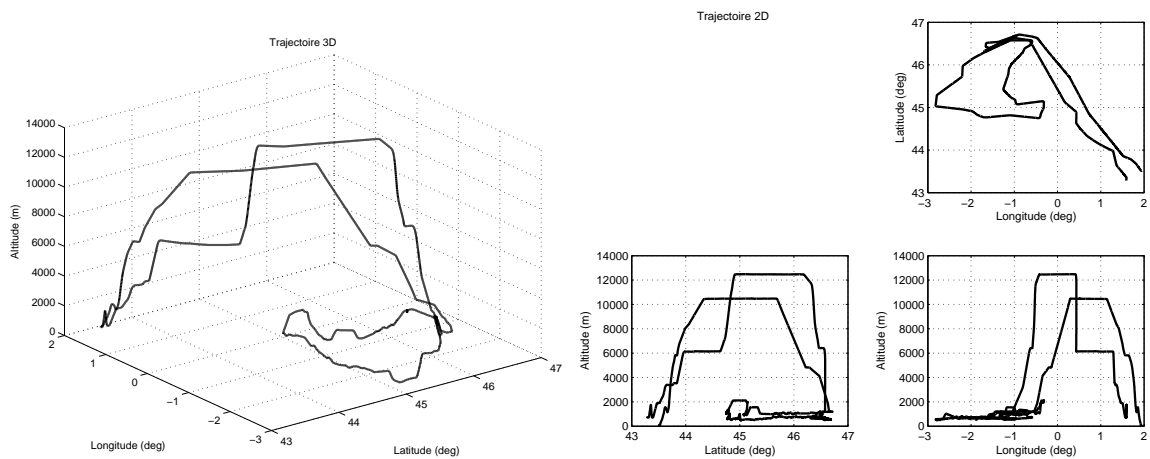 Trajectoire 3D
14000
12000
10000
8000
6000
4000
2000
0
Altitude (m)
2
1
0
−1
−2
−3
Longitude (deg)
43
44
45
46
47
Latitude (deg)
Trajectoire 2D
47
46
45
44
43
Latitude (deg)
−3 −2 −1 0 1 2
Longitude (deg)
14000
12000
10000
8000
6000
4000
2000
0
Altitude (m)
43 44 45 46 47
Latitude (deg)
14000
12000
10000
8000
6000
4000
2000
0
Altitude (m)
−3 −2 −1 0 1 2
Longitude (deg)